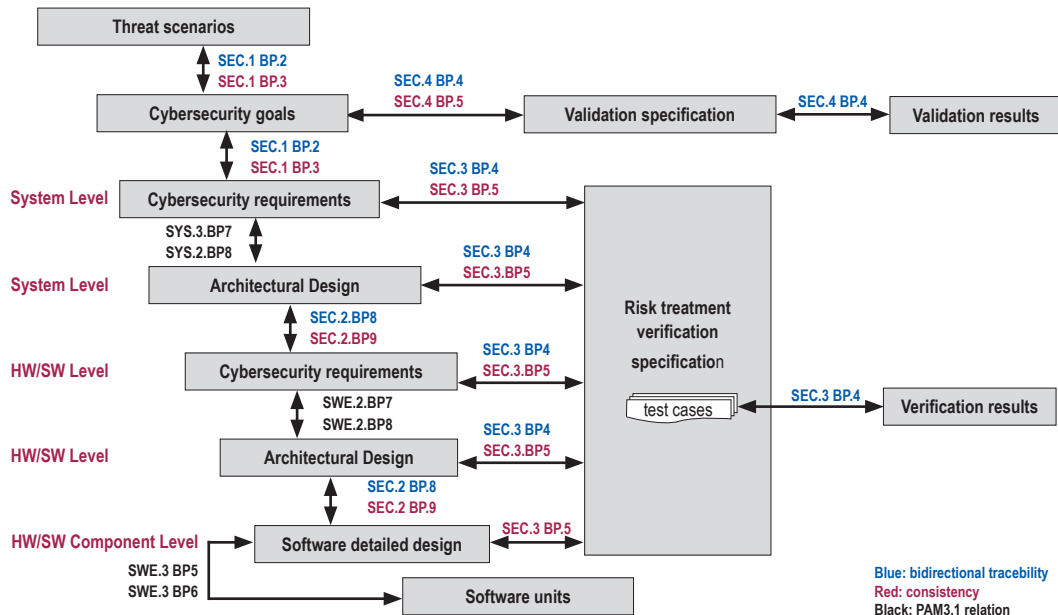 Threat scenarios
SEC.1 BP.2
SEC.1 BP.3
SEC.4 BP.4
SEC.4 BP.5
SEC.4 BP.4
Cybersecurity goals
Validation specification
Validation results
SEC.1 BP.2
SEC.1 BP.3
SEC.3 BP.4
SEC.3 BP.5
System Level
Cybersecurity requirements
SYS.3.BP7
SYS.2.BP8
SEC.3 BP4
SEC.3.BP5
System Level
Architectural Design
SEC.2.BP8
SEC.2.BP9
SEC.3 BP4
SEC.3.BP5
Risk treatment
verification
specification
HW/SW Level
Cybersecurity requirements
SEC.3 BP.4
test cases
Verification results
SWE.2.BP7
SWE.2.BP8
SEC.3 BP4
SEC.3.BP5
HW/SW Level
Architectural Design
SEC.2 BP.8
SEC.2 BP.9
SEC.3 BP.5
HW/SW Component Level
Software detailed design
SWE.3 BP5
SWE.3 BP6
Software units
Blue: bidirectional tracebility
Red: consistency
Black: PAM3.1 relation